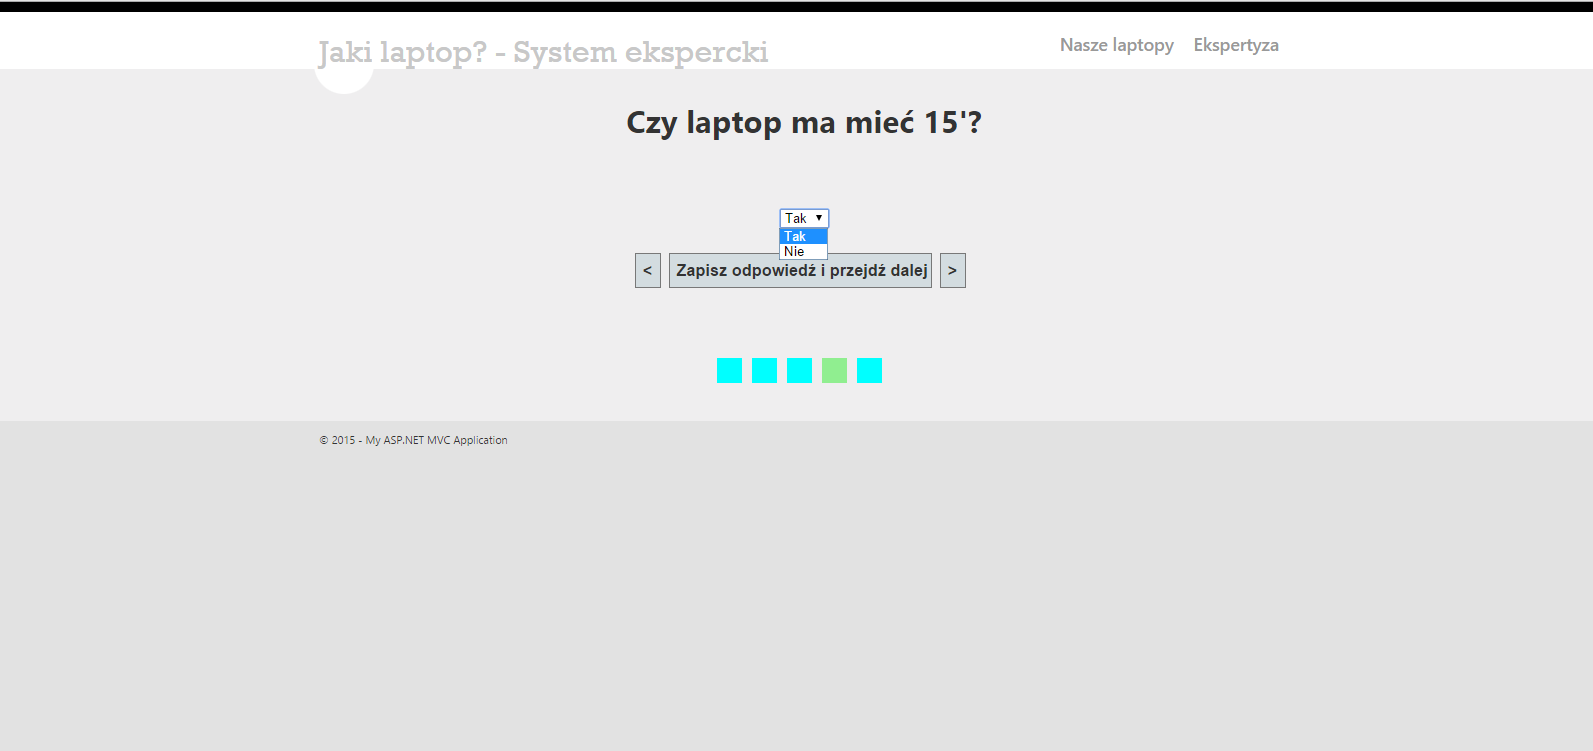 Jaki laptop? - System ekspercki
Nasze laptopy Ekspertyza
Czy laptop ma mieć 15'?
Tak ▼
Tak
Nie
< Zapisz odpowiedź i przejdź dalej >
© 2015 - My ASP.NET MVC Application